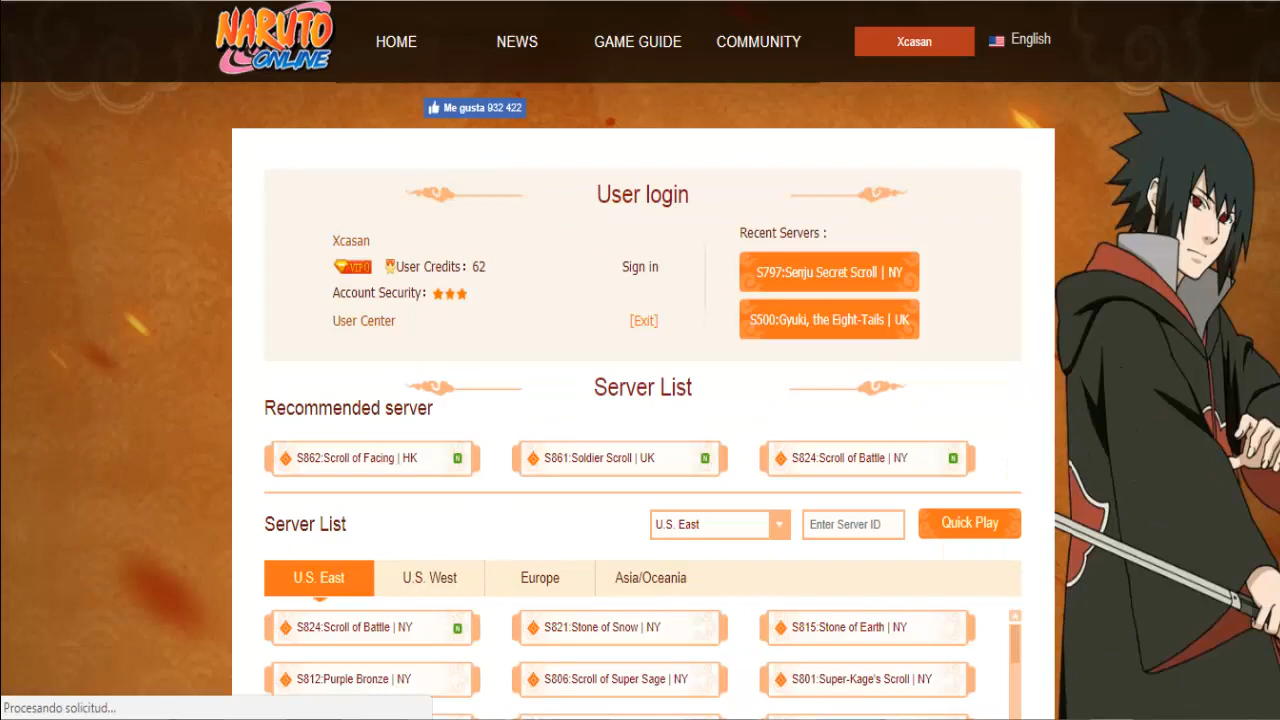 NARUTO
ONLINE
HOME
NEWS
GAME GUIDE
COMMUNITY
Xcasan
English
Me gusta 932 422
User login
Xcasan
VIP 0
User Credits: 62
Sign in
Account Security:
User Center
[Exit]
Recent Servers :
S797:Senju Secret Scroll | NY
S500:Gyuki, the Eight-Tails | UK
Server List
Recommended server
S862:Scroll of Facing | HK N
S861:Soldier Scroll | UK N
S824:Scroll of Battle | NY N
Server List
U.S. East
Enter Server ID
Quick Play
U.S. East
U.S. West
Europe
Asia/Oceania
S824:Scroll of Battle | NY N
S821:Stone of Snow | NY
S815:Stone of Earth | NY
S812:Purple Bronze | NY
S806:Scroll of Super Sage | NY
S801:Super-Kage's Scroll | NY
Procesando solicitud...